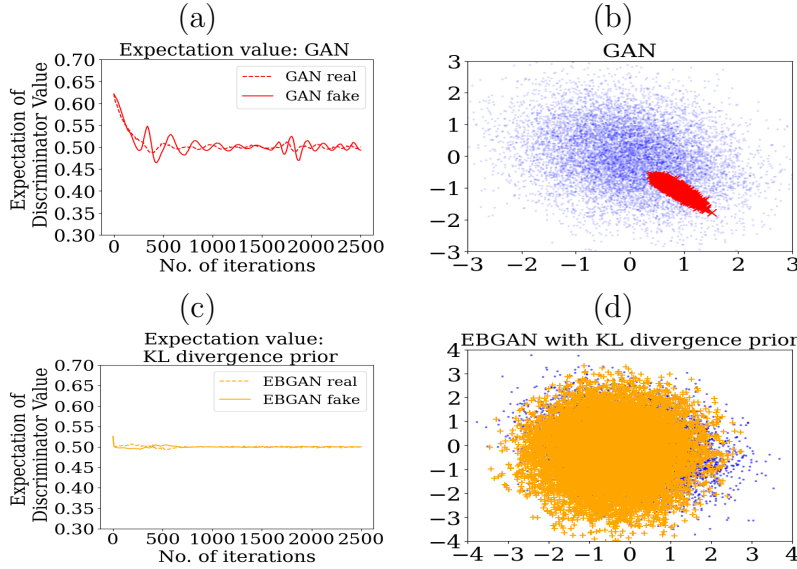 (a)
Expectation value: GAN
Expectation of
Discriminator Value
0.70
0.65
0.60
0.55
0.50
0.45
0.40
0.35
0.30
GAN real
GAN fake
0 500 1000 1500 2000 2500
No. of iterations
(b)
GAN
3
2
1
0
−1
−2
−3
−3 −2 −1 0 1 2 3
(c)
Expectation value:
KL divergence prior
Expectation of
Discriminator Value
0.70
0.65
0.60
0.55
0.50
0.45
0.40
0.35
0.30
EBGAN real
EBGAN fake
0 500 1000 1500 2000 2500
No. of iterations
(d)
EBGAN with KL divergence prior
4
3
2
1
0
−1
−2
−3
−4
−4 −3 −2 −1 0 1 2 3 4